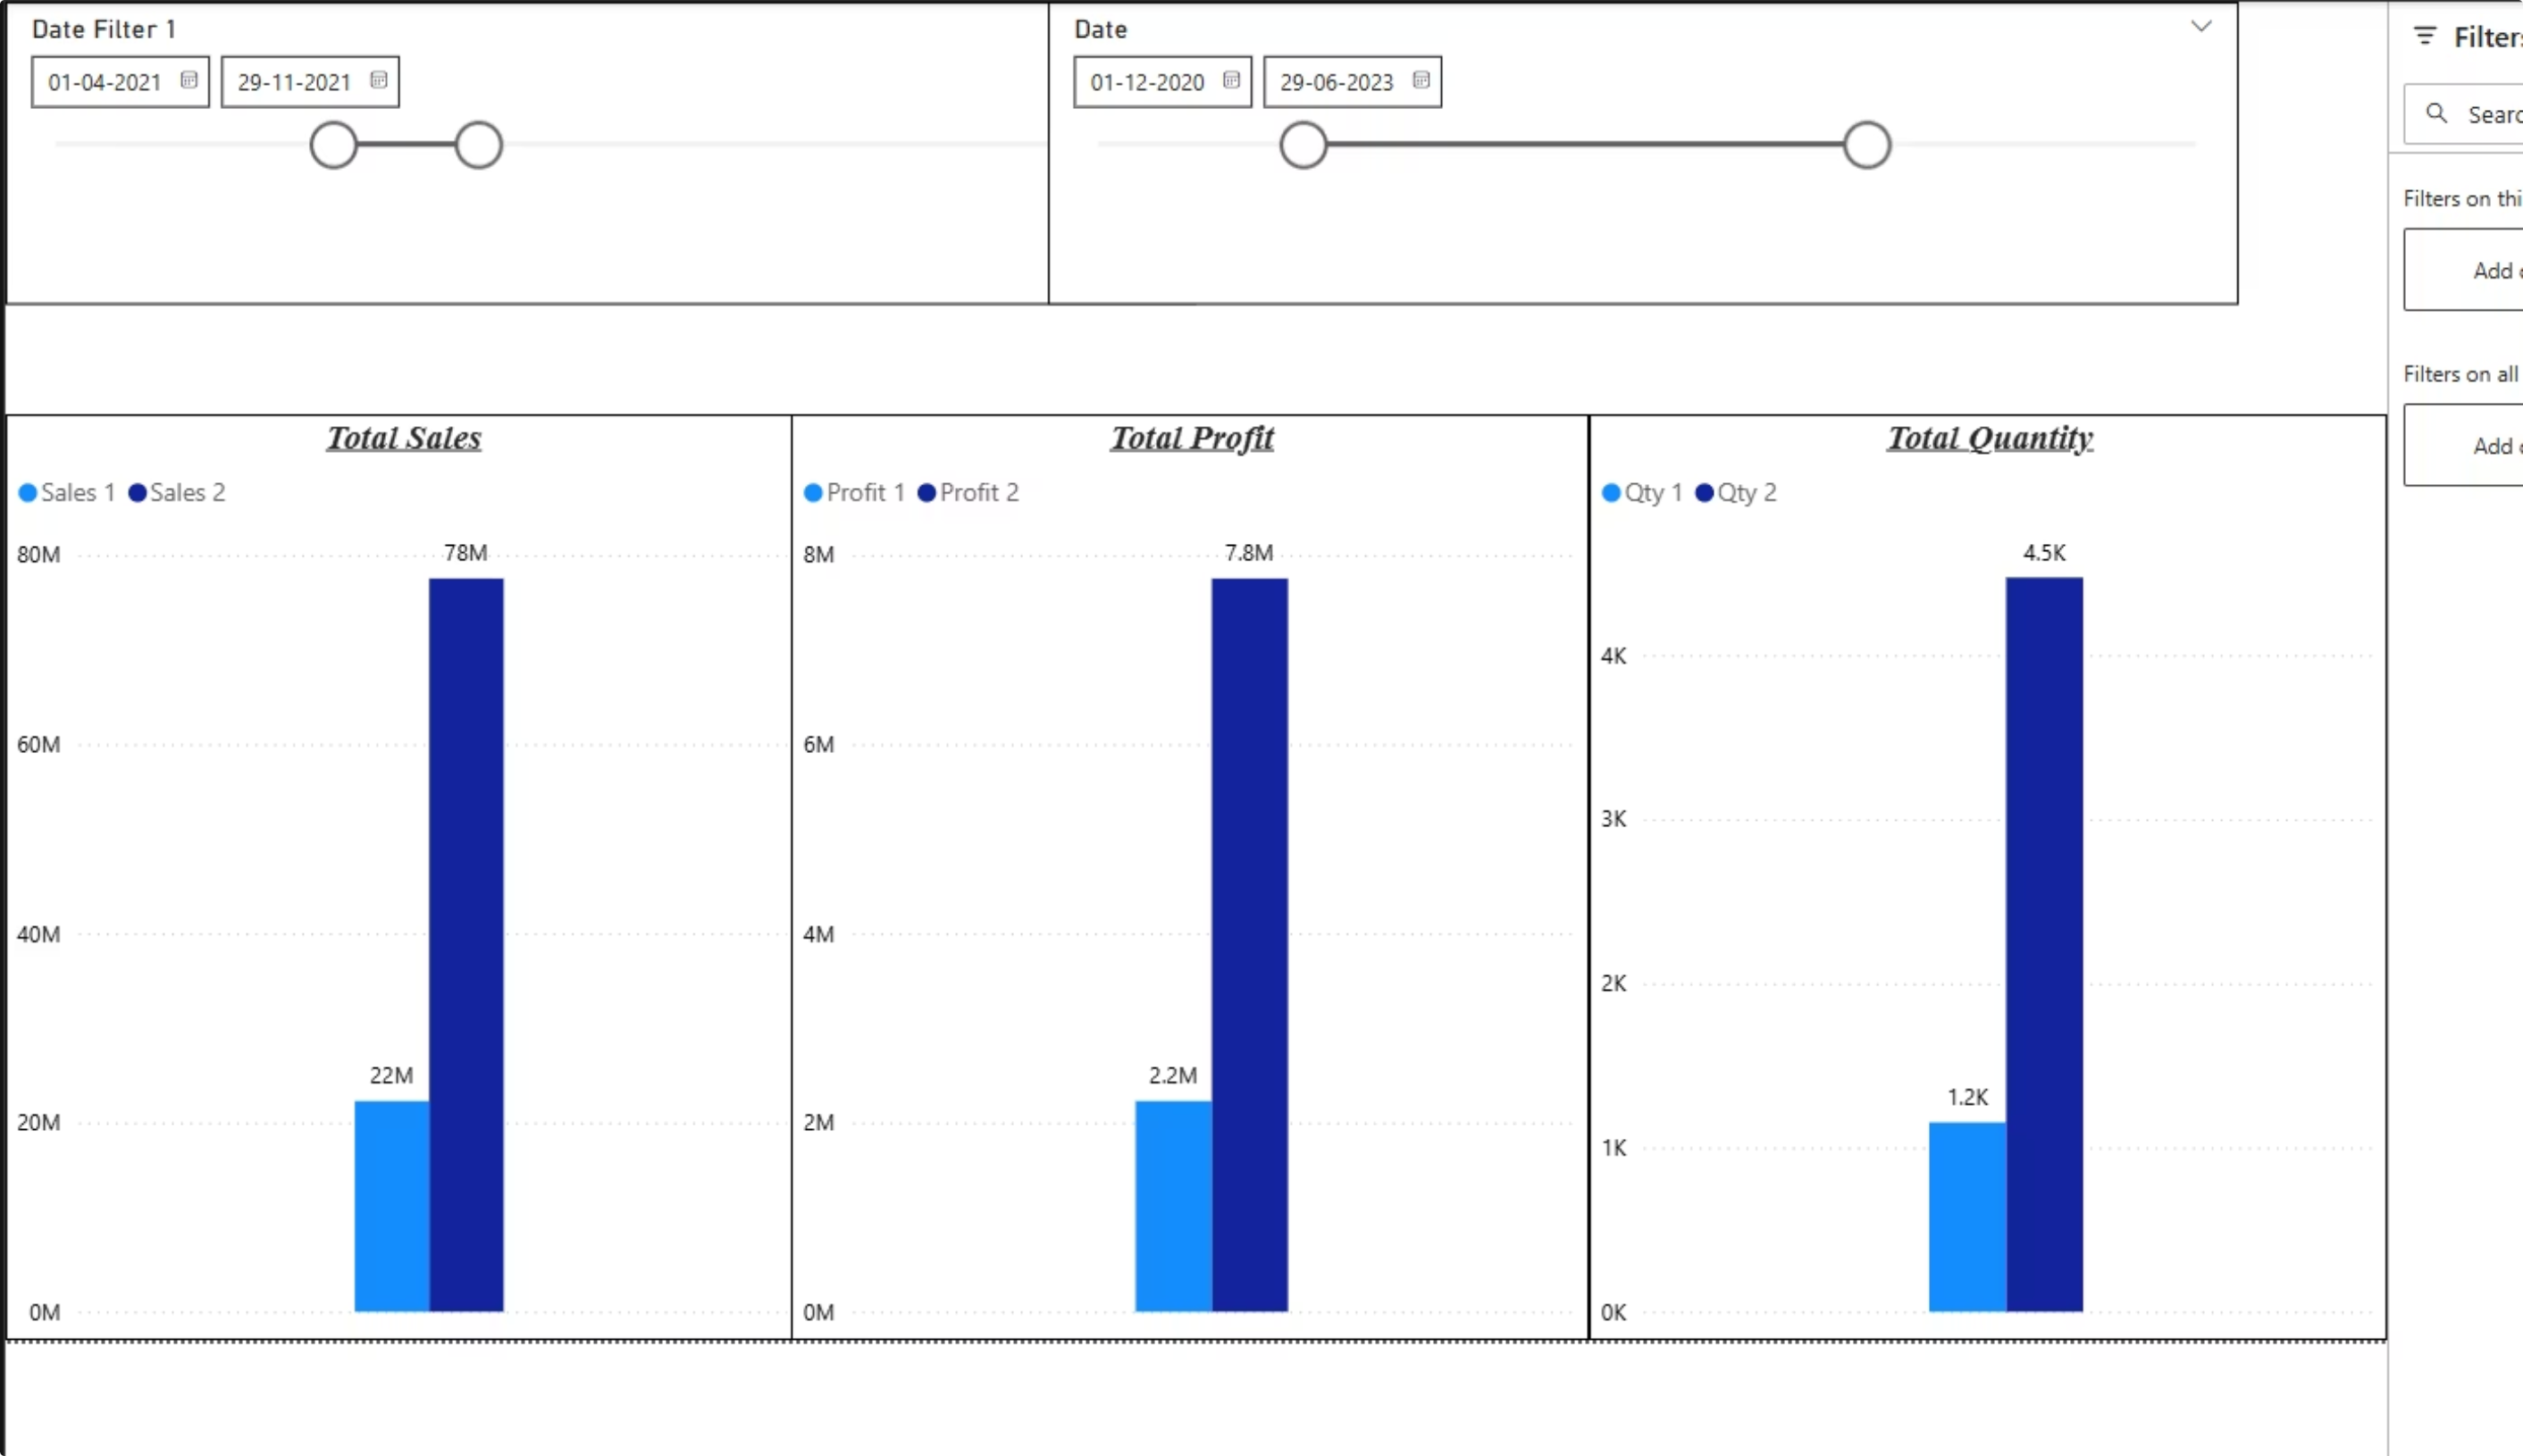 Date Filter 1
01-04-2021 29-11-2021
Date
01-12-2020 29-06-2023
Filter
Searc
Filters on thi
Add
Filters on all
Add
Total Sales
Sales 1 Sales 2
80M
60M
40M
20M
0M
78M
22M
Total Profit
Profit 1 Profit 2
8M
6M
4M
2M
0M
7.8M
2.2M
Total Quantity
Qty 1 Qty 2
4K
3K
2K
1K
0K
4.5K
1.2K